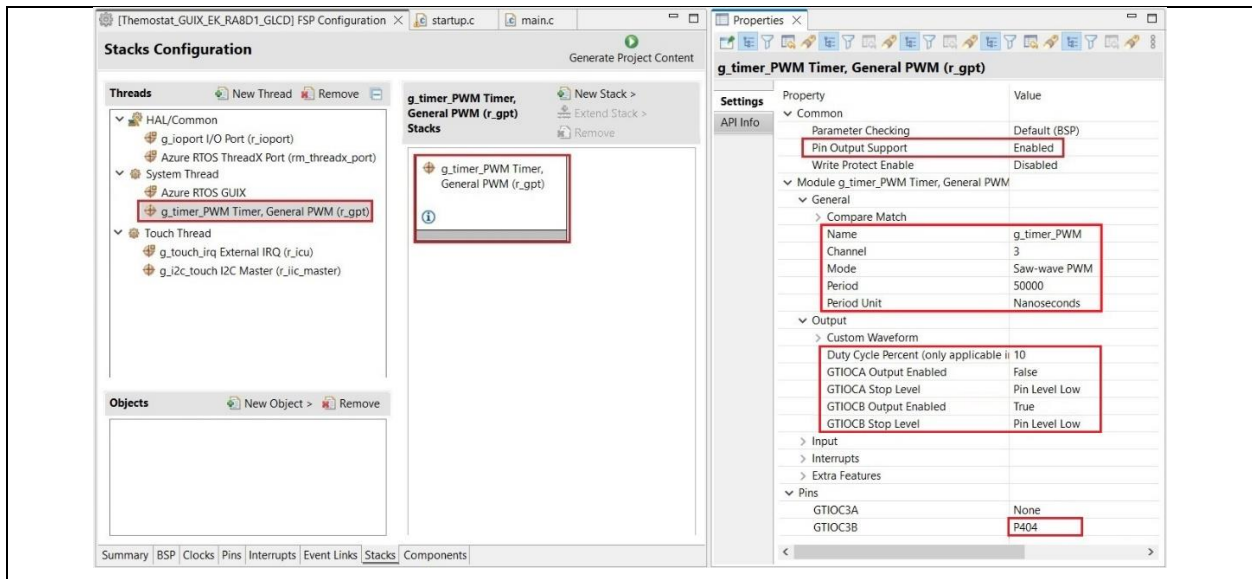 [Themostat_GUIX_EK_RA8D1_GLCD] FSP Configuration
startup.c
main.c
Stacks Configuration
Generate Project Content
Threads
New Thread
Remove
HAL/Common
g_ioport I/O Port (r_ioport)
Azure RTOS ThreadX Port (rm_threadx_port)
System Thread
Azure RTOS GUIX
g_timer_PWM Timer, General PWM (r_gpt)
Touch Thread
g_touch_irq External IRQ (r_icu)
g_i2c_touch I2C Master (r_iic_master)
Objects
New Object >
Remove
g_timer_PWM Timer,
General PWM (r_gpt)
Stacks
New Stack >
Extend Stack >
Remove
g_timer_PWM Timer,
General PWM (r_gpt)
Summary BSP Clocks Pins Interrupts Event Links Stacks Components
Properties
g_timer_PWM Timer, General PWM (r_gpt)
Settings
API Info
Property Value
Common
Parameter Checking Default (BSP)
Pin Output Support Enabled
Write Protect Enable Disabled
Module g_timer_PWM Timer, General PWM
General
Compare Match
Name g_timer_PWM
Channel 3
Mode Saw-wave PWM
Period 50000
Period Unit Nanoseconds
Output
Custom Waveform
Duty Cycle Percent (only applicable i 10
GTIOCA Output Enabled False
GTIOCA Stop Level Pin Level Low
GTIOCB Output Enabled True
GTIOCB Stop Level Pin Level Low
Input
Interrupts
Extra Features
Pins
GTIOC3A None
GTIOC3B P404